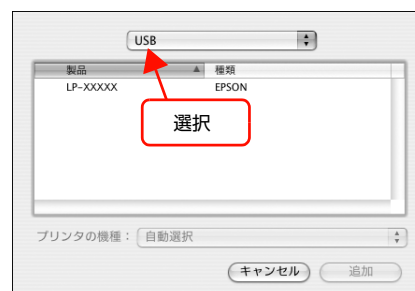 USB
製品 種類
LP-XXXXX EPSON
選択
プリンタの機種： 自動選択
キャンセル 追加